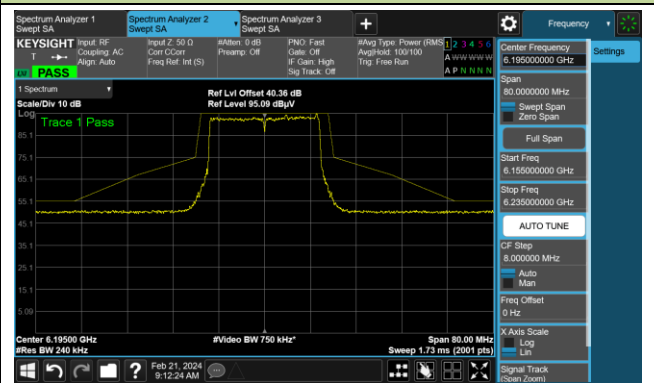 Spectrum Analyzer 1
Swept SA
Spectrum Analyzer 2
Swept SA
Spectrum Analyzer 3
Swept SA
+
Frequency
KEYSIGHT
Input: RF
Coupling: AC
Align: Auto
Input Z: 50 Ω
Corr CCorr
Freq Ref: Int (S)
#Atten: 0 dB
Preamp: Off
PNO: Fast
Gate: Off
IF Gain: High
Sig Track: Off
#Avg Type: Power (RMS
Avg|Hold: 100/100
Trig: Free Run
1 2 3 4 5 6
A W W W W W
A P N N N N
T
PASS
1 Spectrum
Scale/Div 10 dB
Ref Lvl Offset 40.36 dB
Ref Level 95.09 dBµV
Log
Trace 1 Pass
85.1
75.1
65.1
55.1
45.1
35.1
25.1
15.1
5.09
Center 6.19500 GHz
#Res BW 240 kHz
#Video BW 750 kHz*
Span 80.00 MHz
Sweep 1.73 ms (2001 pts)
Center Frequency
6.195000000 GHz
Settings
Span
80.0000000 MHz
Swept Span
Zero Span
Full Span
Start Freq
6.155000000 GHz
Stop Freq
6.235000000 GHz
AUTO TUNE
CF Step
8.000000 MHz
Auto
Man
Freq Offset
0 Hz
X Axis Scale
Log
Lin
Signal Track
(Span Zoom)
?
Feb 21, 2024
9:12:24 AM